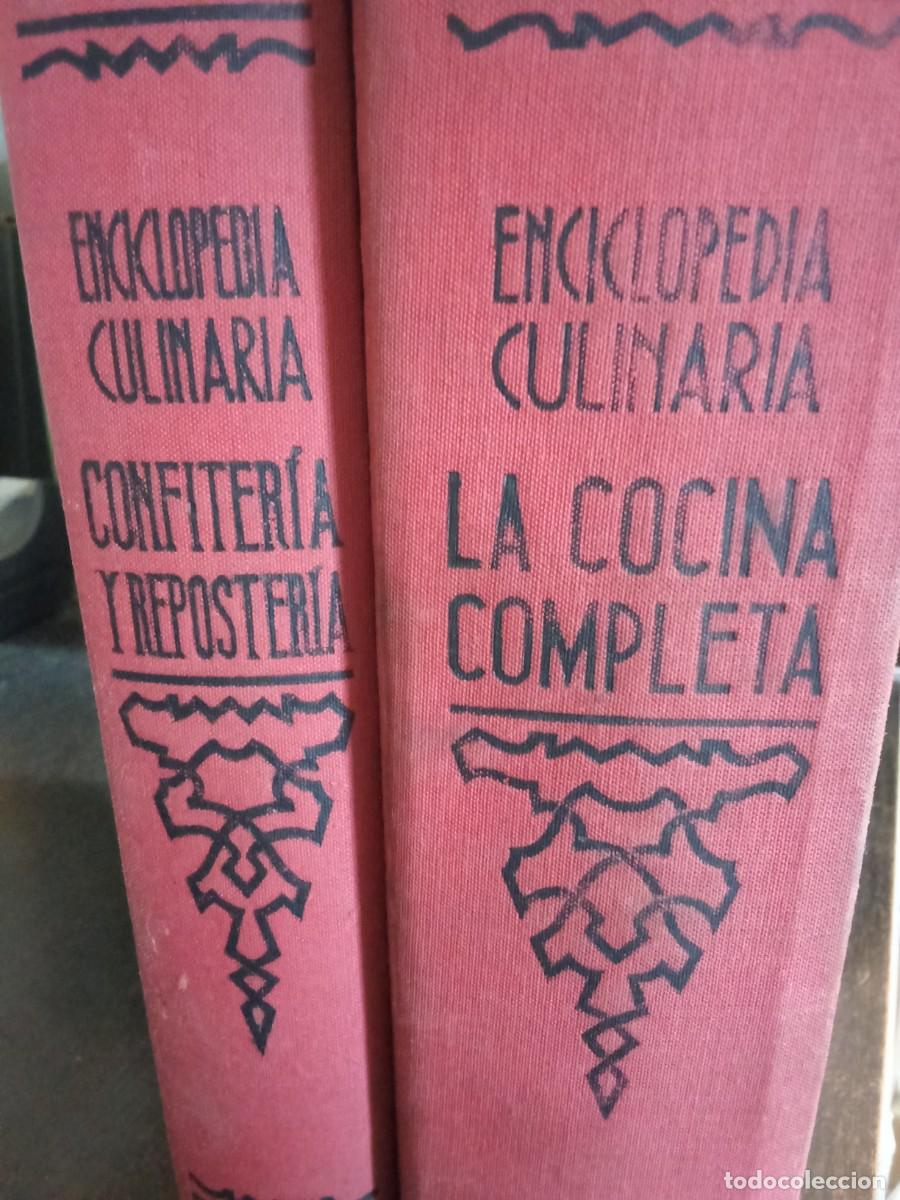 ENCICLOPEDIA
CULINARIA
CONFITERÍA
Y REPOSTERÍA
ENCICLOPEDIA
CULINARIA
LA COCINA
COMPLETA
todocoleccion